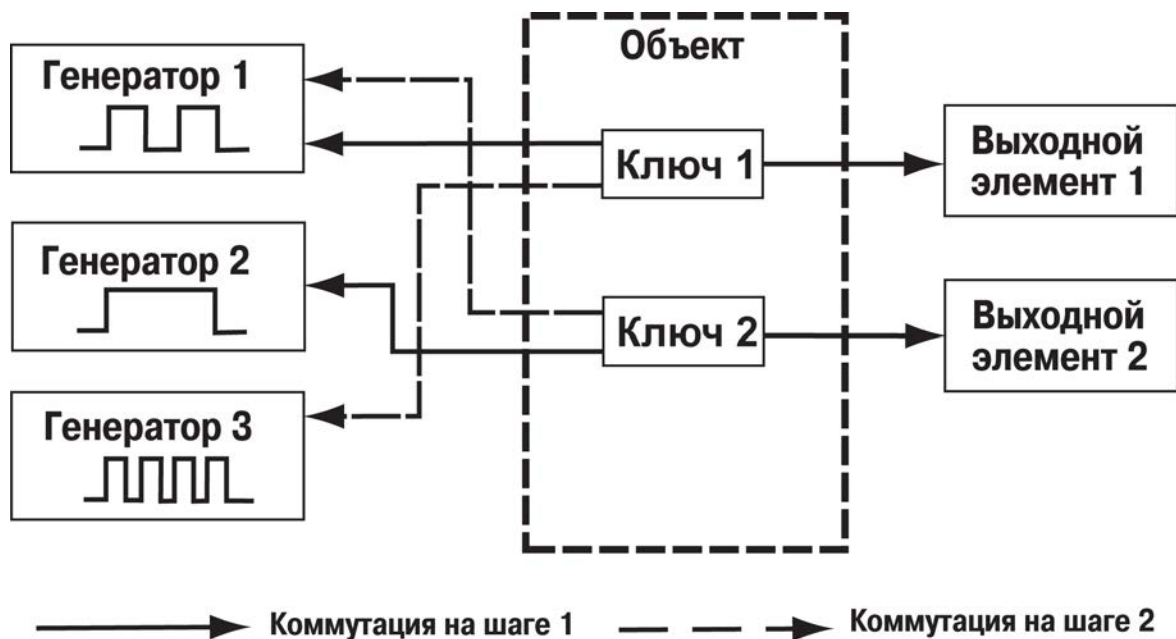 Объект
Генератор 1
Ключ 1
Выходной
элемент 1
Генератор 2
Ключ 2
Выходной
элемент 2
Генератор 3
Коммутация на шаге 1
Коммутация на шаге 2